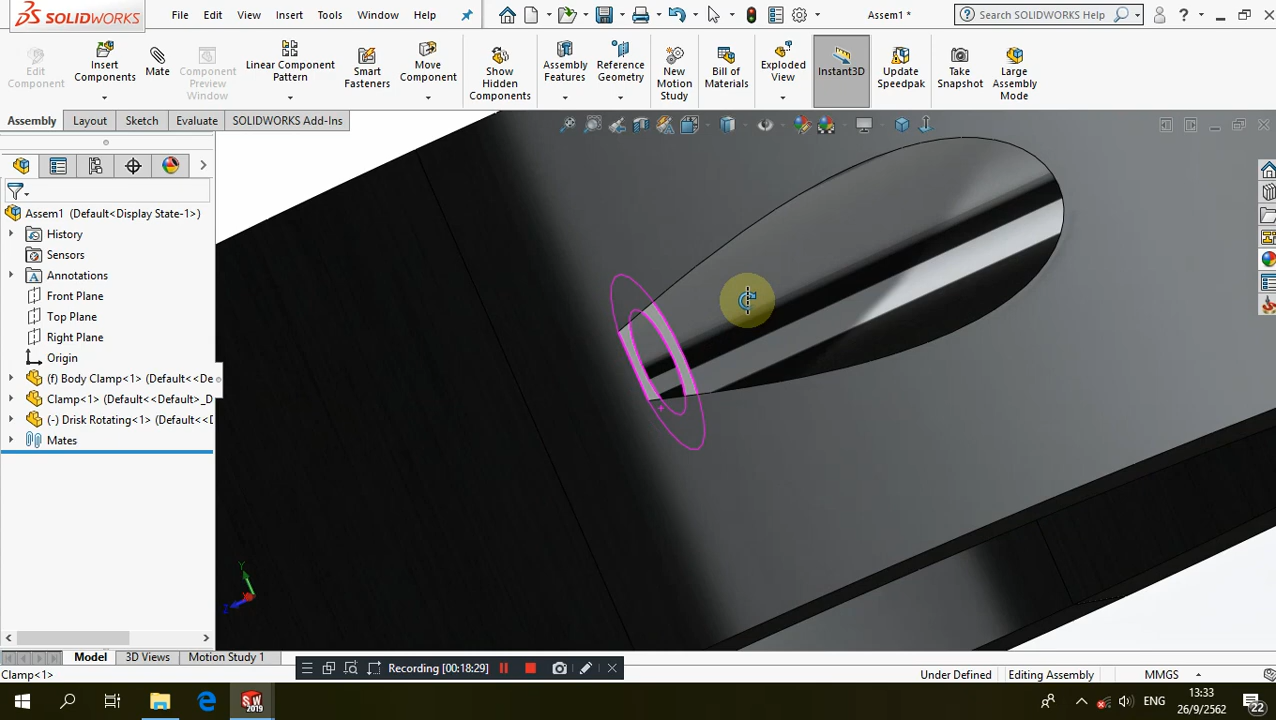 SOLIDWORKS File Edit View Insert Tools Window Assem1 * Search SOLIDWORKS Help ?
Edit Component
Insert Components
Mate
Component Preview Window
Linear Component Pattern
Smart Fasteners
Move Component
Show Hidden Components
Assembly Features
Reference Geometry
New Motion Study
Bill of Materials
Exploded View
Instant3D
Update Speedpak
Take Snapshot
Large Assembly Mode
Assembly Layout Sketch Evaluate SOLIDWORKS Add-Ins
Assem1 (Default<Display State-1>)
History
Sensors
Annotations
Front Plane
Top Plane
Right Plane
Origin
(f) Body Clamp<1> (Default<<De
Clamp<1> (Default<<Default>_D
(-) Drisk Rotating<1> (Default<<D
Mates
Y
Z
Model 3D Views Motion Study 1
Recording [00:18:29]
Clamp<1> Under Defined Editing Assembly MMGS
SW 2019
ENG
13:33
26/9/2562
22